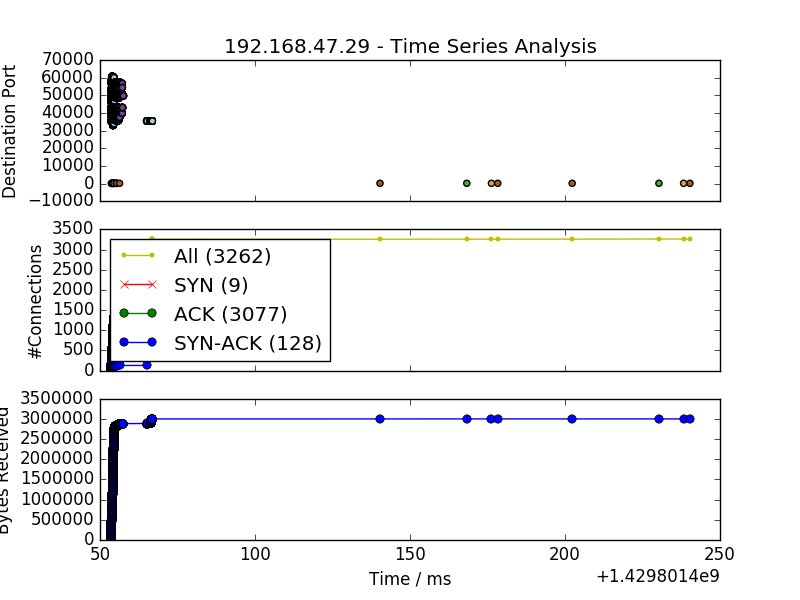 192.168.47.29 - Time Series Analysis
70000
60000
50000
40000
30000
20000
10000
0
−10000
Destination Port
3500
3000
2500
2000
1500
1000
500
0
#Connections
All (3262)
SYN (9)
ACK (3077)
SYN-ACK (128)
3500000
3000000
2500000
2000000
1500000
1000000
500000
0
Bytes Received
50 100 150 200 250
Time / ms
+1.4298014e9